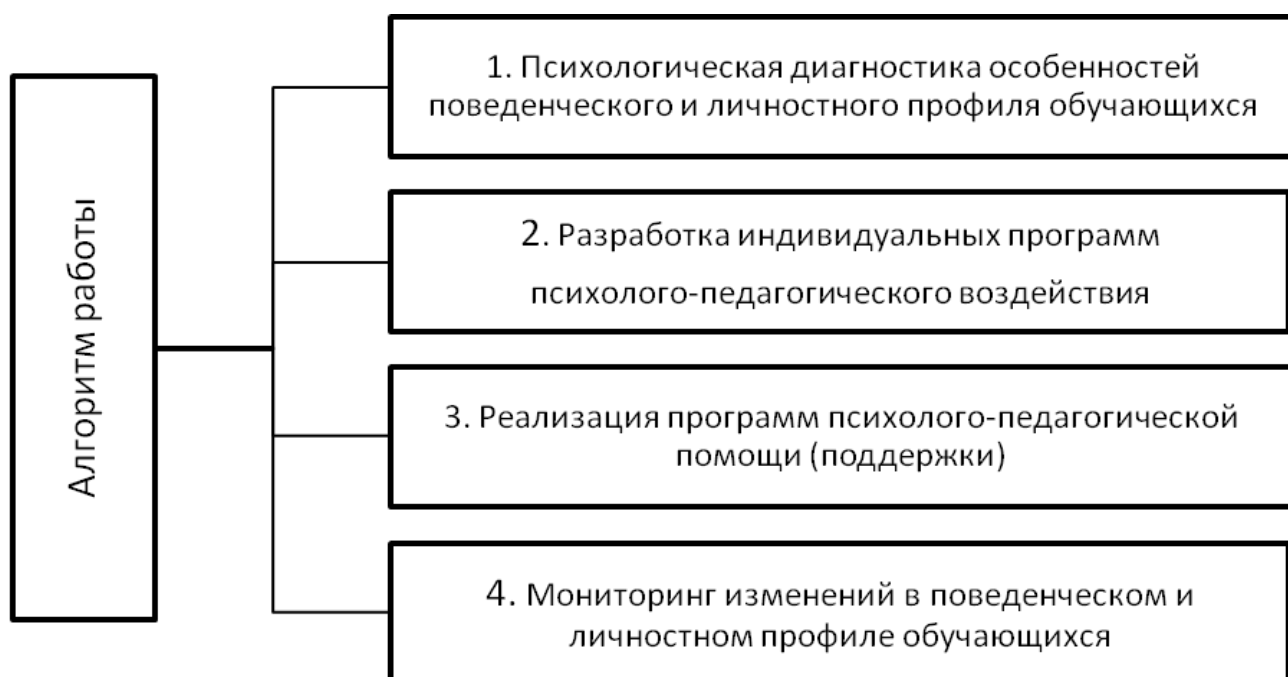 Алгоритм работы
1. Психологическая диагностика особенностей
поведенческого и личностного профиля обучающихся
2. Разработка индивидуальных программ
психолого-педагогического воздействия
3. Реализация программ психолого-педагогической
помощи (поддержки)
4. Мониторинг изменений в поведенческом и
личностном профиле обучающихся